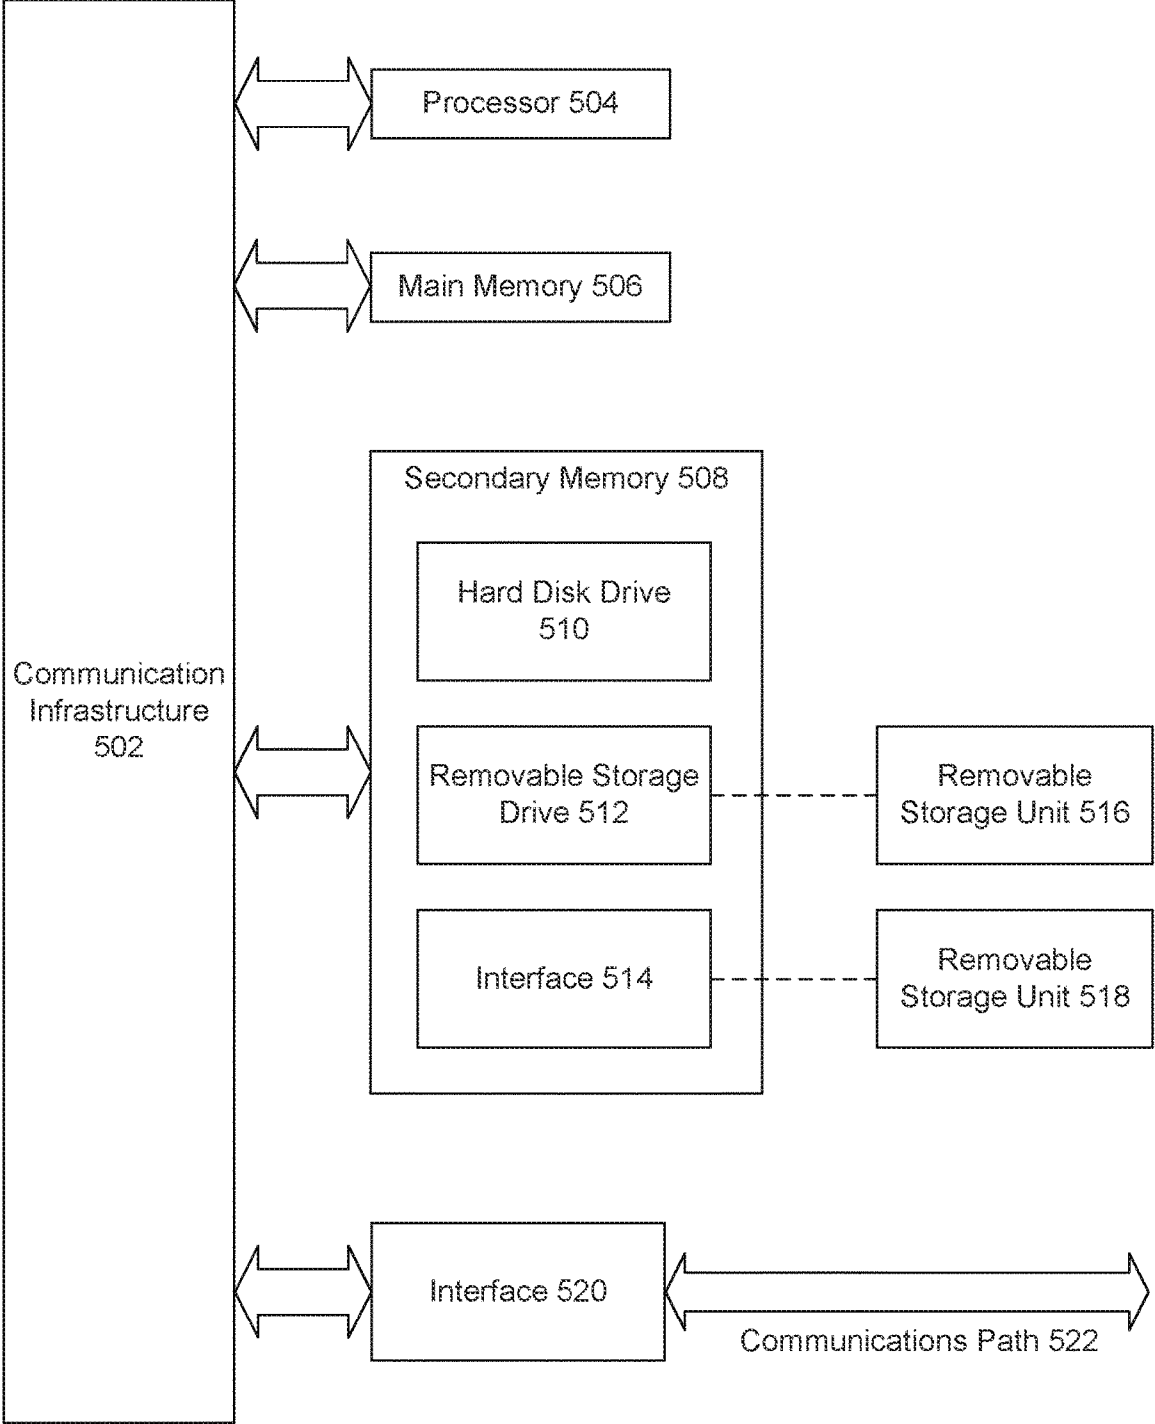 Processor 504
Main Memory 506
Secondary Memory 508
Hard Disk Drive
510
Communication
Infrastructure
502
Removable Storage
Drive 512
Removable
Storage Unit 516
Interface 514
Removable
Storage Unit 518
Interface 520
Communications Path 522